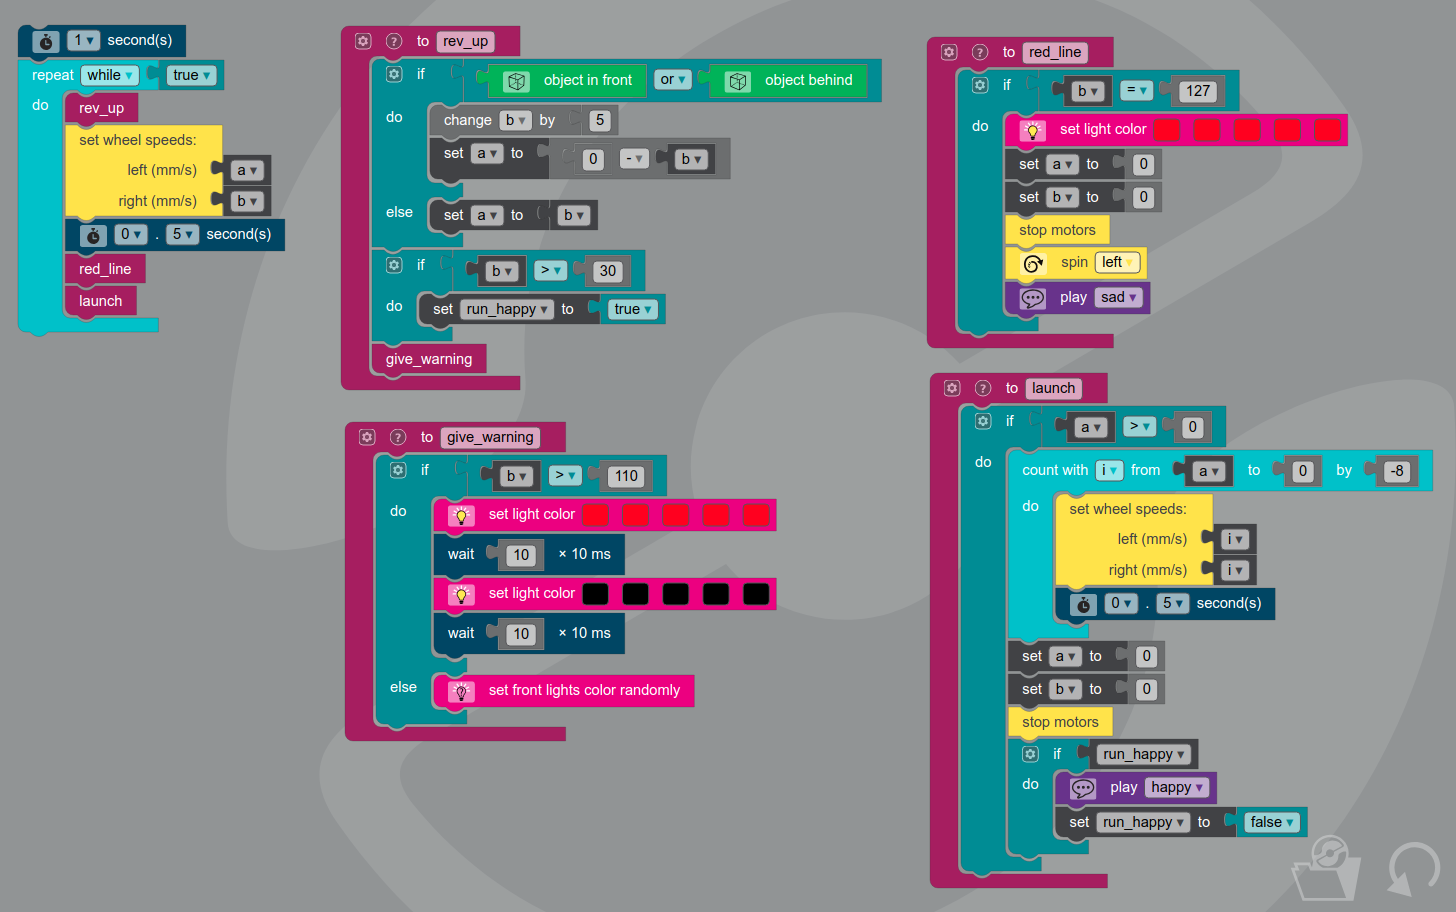 1 second(s)
repeat while true
do
rev_up
set wheel speeds:
left (mm/s) a
right (mm/s) b
0 . 5 second(s)
red_line
launch
? to rev_up
if object in front or object behind
do change b by 5
set a to 0 - b
else set a to b
if b > 30
do set run_happy to true
give_warning
? to give_warning
if b > 110
do set light color
wait 10 × 10 ms
set light color
wait 10 × 10 ms
else set front lights color randomly
? to red_line
if b = 127
do set light color
set a to 0
set b to 0
stop motors
spin left
play sad
? to launch
if a > 0
do count with i from a to 0 by -8
do set wheel speeds:
left (mm/s) i
right (mm/s) i
0 . 5 second(s)
set a to 0
set b to 0
stop motors
if run_happy
do play happy
set run_happy to false